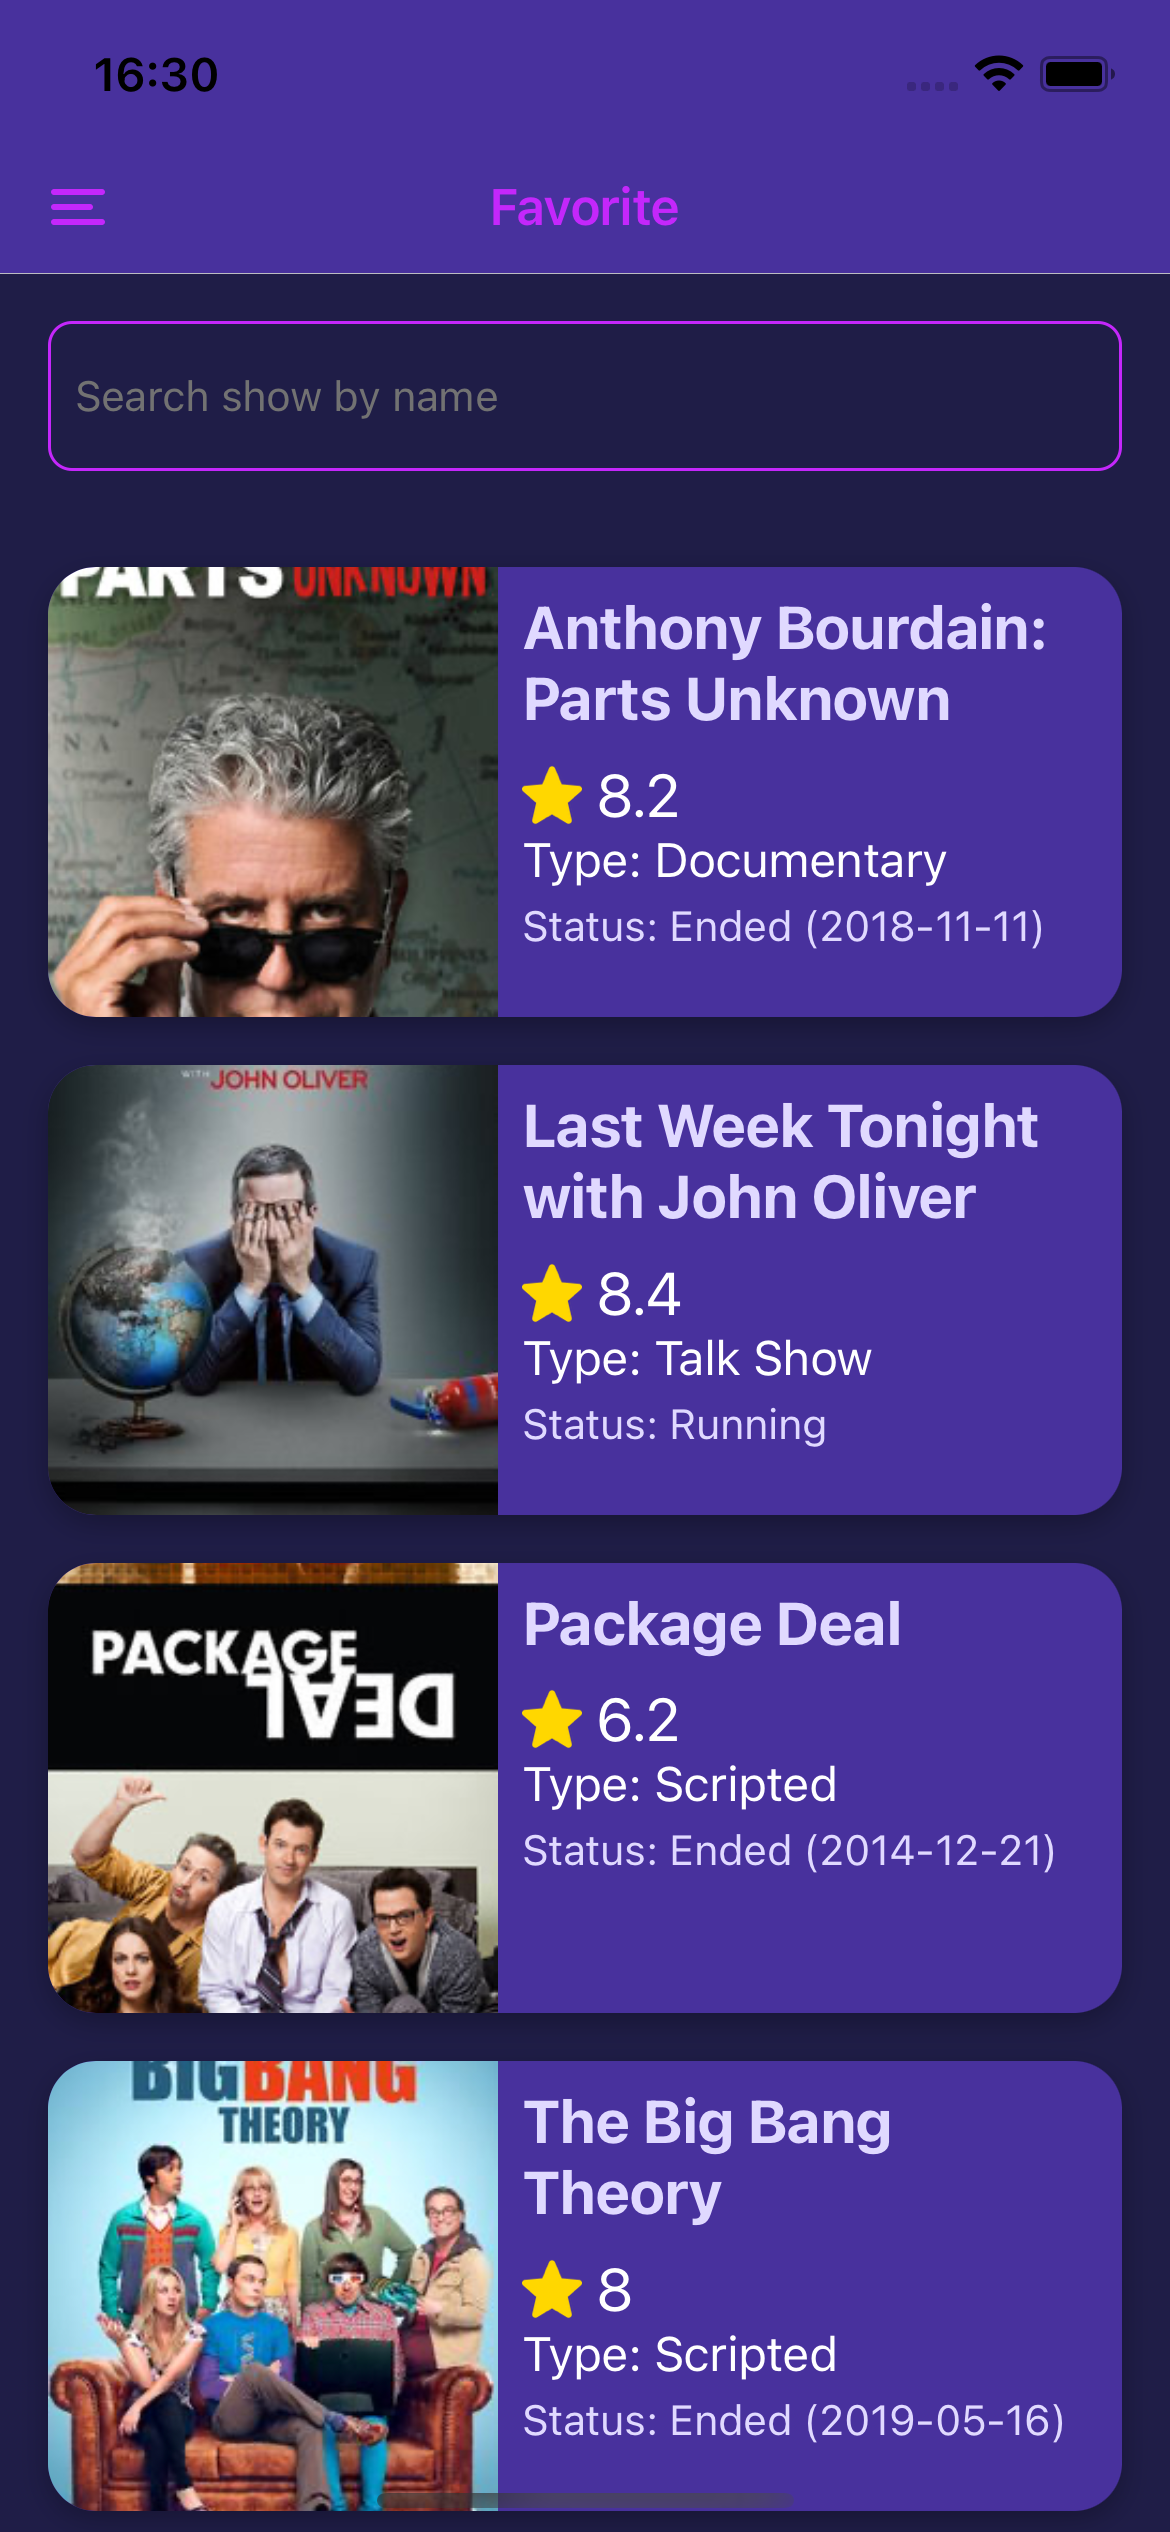 16:30
Favorite
Search show by name
PARTS UNKNOWN
Anthony Bourdain:
Parts Unknown
8.2
Type: Documentary
Status: Ended (2018-11-11)
WITH JOHN OLIVER
Last Week Tonight
with John Oliver
8.4
Type: Talk Show
Status: Running
PACKAGE
DEAL
Package Deal
6.2
Type: Scripted
Status: Ended (2014-12-21)
BIG BANG
THEORY
The Big Bang
Theory
8
Type: Scripted
Status: Ended (2019-05-16)